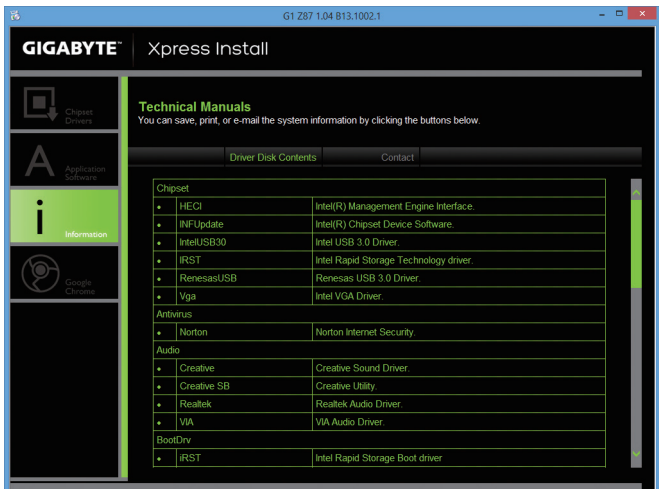 G1 Z87 1.04 B13.1002.1
GIGABYTE™ Xpress Install
Chipset
Drivers
Application
Software
Information
Google
Chrome
Technical Manuals
You can save, print, or e-mail the system information by clicking the buttons below.
Driver Disk Contents Contact
Chipset
• HECI Intel(R) Management Engine Interface.
• INFUpdate Intel(R) Chipset Device Software.
• IntelUSB30 Intel USB 3.0 Driver.
• IRST Intel Rapid Storage Technology driver.
• RenesasUSB Renesas USB 3.0 Driver.
• Vga Intel VGA Driver.
Antivirus
• Norton Norton Internet Security.
Audio
• Creative Creative Sound Driver.
• Creative SB Creative Utility.
• Realtek Realtek Audio Driver.
• VIA VIA Audio Driver.
BootDrv
• iRST Intel Rapid Storage Boot driver